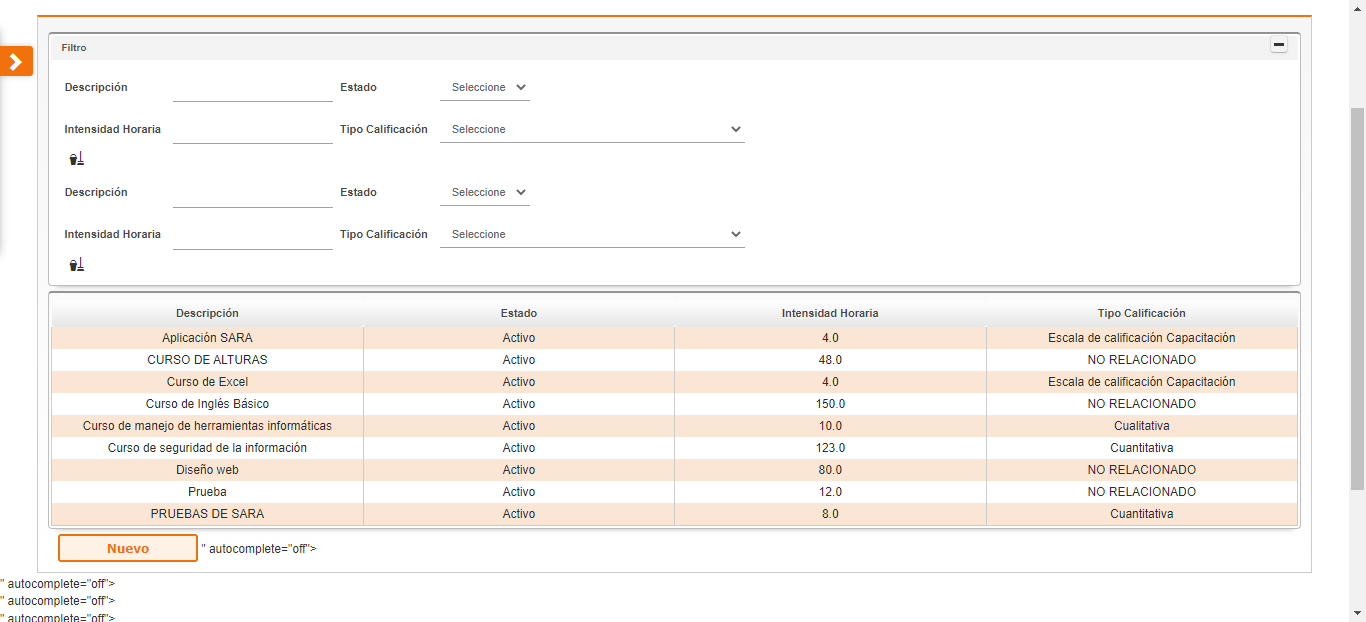 Filtro
Descripción Estado Seleccione
Intensidad Horaria Tipo Calificación Seleccione
Descripción Estado Seleccione
Intensidad Horaria Tipo Calificación Seleccione
Descripción Estado Intensidad Horaria Tipo Calificación
Aplicación SARA Activo 4.0 Escala de calificación Capacitación
CURSO DE ALTURAS Activo 48.0 NO RELACIONADO
Curso de Excel Activo 4.0 Escala de calificación Capacitación
Curso de Inglés Básico Activo 150.0 NO RELACIONADO
Curso de manejo de herramientas informáticas Activo 10.0 Cualitativa
Curso de seguridad de la información Activo 123.0 Cuantitativa
Diseño web Activo 80.0 NO RELACIONADO
Prueba Activo 12.0 NO RELACIONADO
PRUEBAS DE SARA Activo 8.0 Cuantitativa
Nuevo " autocomplete="off">
" autocomplete="off">
" autocomplete="off">
" autocomplete="off">